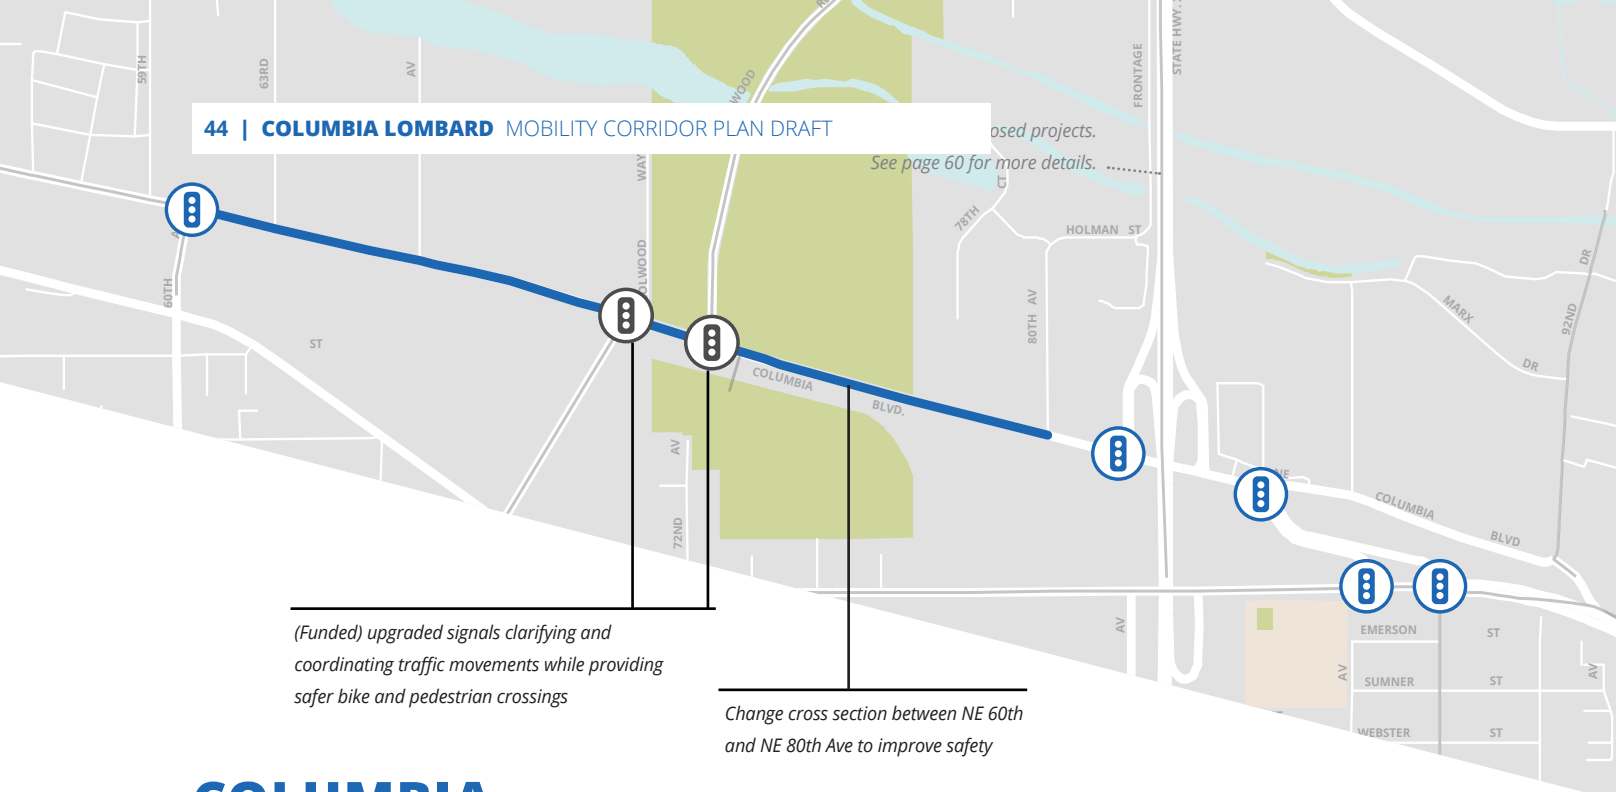 59TH
63RD
AV
WOOD
FRONTAGE
STATE HWY.
44 | COLUMBIA LOMBARD MOBILITY CORRIDOR PLAN DRAFT
osed projects.
See page 60 for more details.
WAY
CT
78TH
HOLMAN ST
OLWOOD
60TH
80TH AV
ST
DR
92ND
MARX
DR
COLUMBIA
BLVD.
AV
72ND
NE
COLUMBIA
BLVD
(Funded) upgraded signals clarifying and
coordinating traffic movements while providing
safer bike and pedestrian crossings
Change cross section between NE 60th
and NE 80th Ave to improve safety
AV
EMERSON ST
AV
SUMNER ST
AV
WEBSTER ST
COLUMBIA